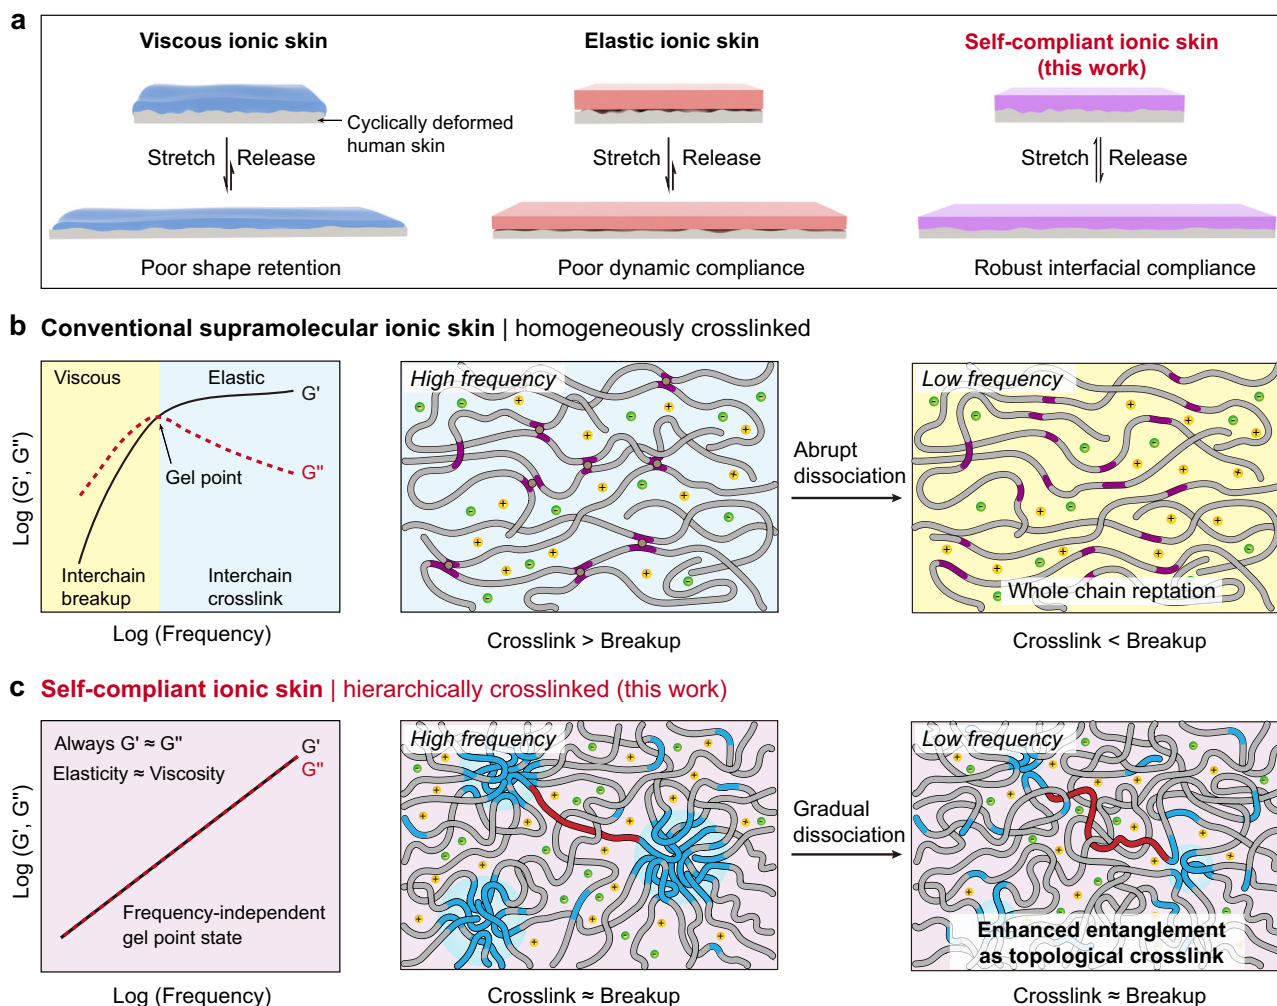 a
Viscous ionic skin
Elastic ionic skin
Self-compliant ionic skin
(this work)
Cyclically deformed
human skin
Stretch
Release
Stretch
Release
Stretch
Release
Poor shape retention
Poor dynamic compliance
Robust interfacial compliance
b Conventional supramolecular ionic skin | homogeneously crosslinked
Viscous
Elastic
G'
G"
Gel point
Interchain
breakup
Interchain
crosslink
Log (G', G")
Log (Frequency)
High frequency
Crosslink > Breakup
Abrupt
dissociation
Low frequency
Whole chain reptation
Crosslink < Breakup
c Self-compliant ionic skin | hierarchically crosslinked (this work)
Always G' ≈ G"
Elasticity ≈ Viscosity
G'
G"
Frequency-independent
gel point state
Log (G', G")
Log (Frequency)
High frequency
Crosslink ≈ Breakup
Gradual
dissociation
Low frequency
Enhanced entanglement
as topological crosslink
Crosslink ≈ Breakup